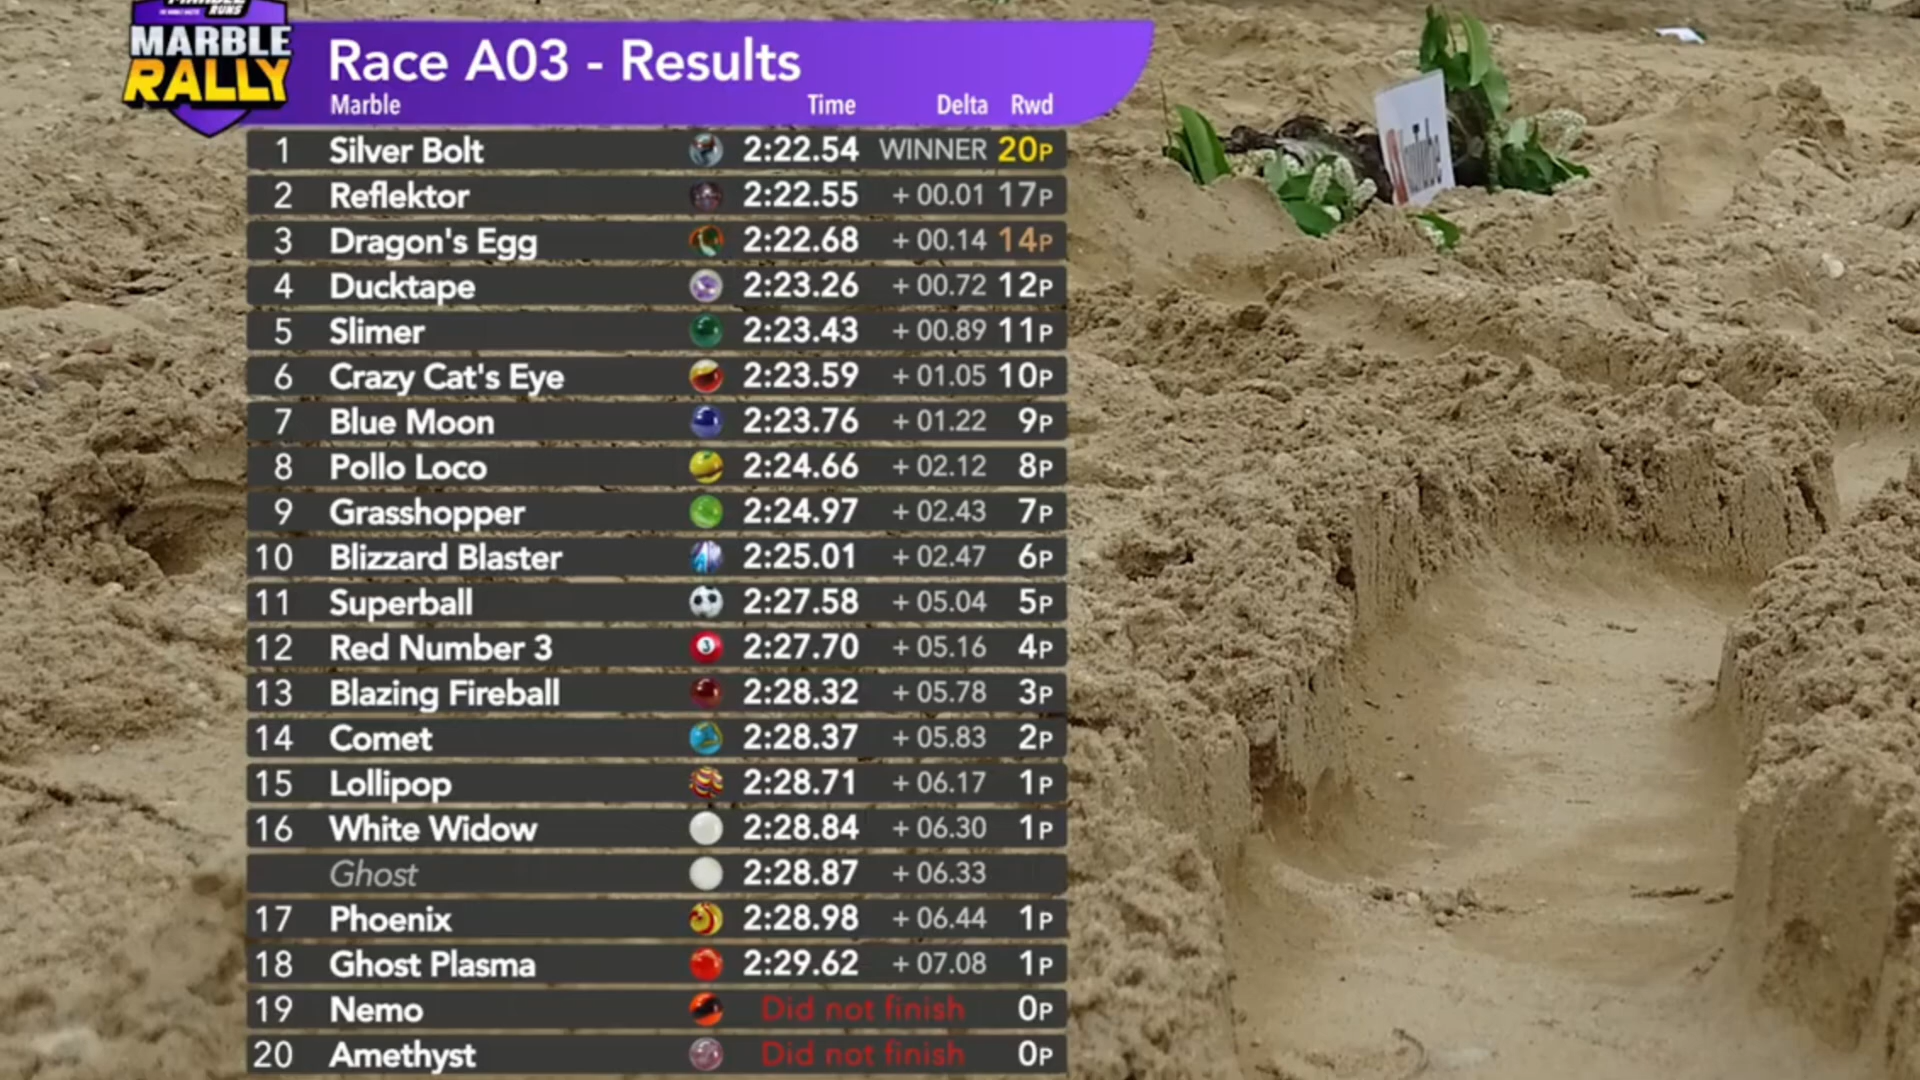 MARBLE RUNS
MARBLE
RALLY
Race A03 - Results
Marble Time Delta Rwd
1 Silver Bolt 2:22.54 WINNER 20P
2 Reflektor 2:22.55 + 00.01 17P
3 Dragon's Egg 2:22.68 + 00.14 14P
4 Ducktape 2:23.26 + 00.72 12P
5 Slimer 2:23.43 + 00.89 11P
6 Crazy Cat's Eye 2:23.59 + 01.05 10P
7 Blue Moon 2:23.76 + 01.22 9P
8 Pollo Loco 2:24.66 + 02.12 8P
9 Grasshopper 2:24.97 + 02.43 7P
10 Blizzard Blaster 2:25.01 + 02.47 6P
11 Superball 2:27.58 + 05.04 5P
12 Red Number 3 3 2:27.70 + 05.16 4P
13 Blazing Fireball 2:28.32 + 05.78 3P
14 Comet 2:28.37 + 05.83 2P
15 Lollipop 2:28.71 + 06.17 1P
16 White Widow 2:28.84 + 06.30 1P
Ghost 2:28.87 + 06.33
17 Phoenix 2:28.98 + 06.44 1P
18 Ghost Plasma 2:29.62 + 07.08 1P
19 Nemo Did not finish 0P
20 Amethyst Did not finish 0P